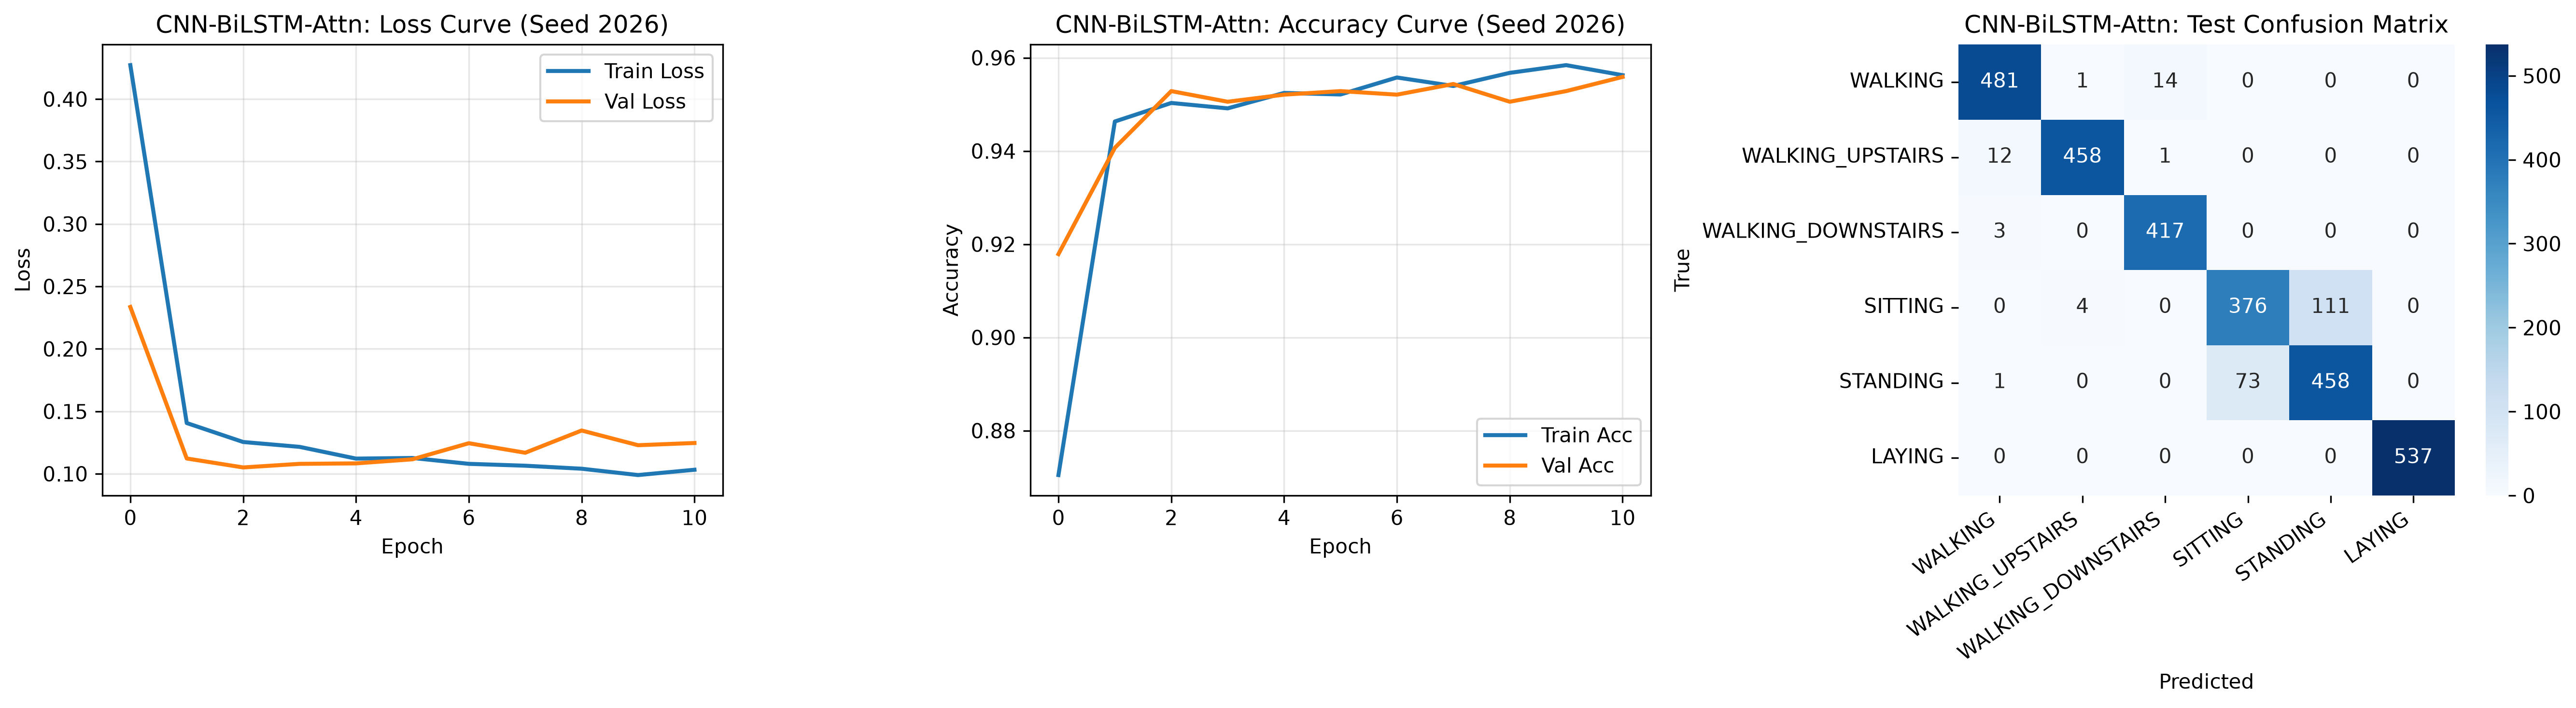 CNN-BiLSTM-Attn: Loss Curve (Seed 2026)
Train Loss
Val Loss
0.40
0.35
0.30
0.25
0.20
0.15
0.10
Loss
0 2 4 6 8 10
Epoch
CNN-BiLSTM-Attn: Accuracy Curve (Seed 2026)
0.96
0.94
0.92
0.90
0.88
Accuracy
Train Acc
Val Acc
0 2 4 6 8 10
Epoch
CNN-BiLSTM-Attn: Test Confusion Matrix
True
WALKING 481 1 14 0 0 0
WALKING_UPSTAIRS 12 458 1 0 0 0
WALKING_DOWNSTAIRS 3 0 417 0 0 0
SITTING 0 4 0 376 111 0
STANDING 1 0 0 73 458 0
LAYING 0 0 0 0 0 537
WALKING
WALKING_UPSTAIRS
WALKING_DOWNSTAIRS
SITTING
STANDING
LAYING
Predicted
500
400
300
200
100
0